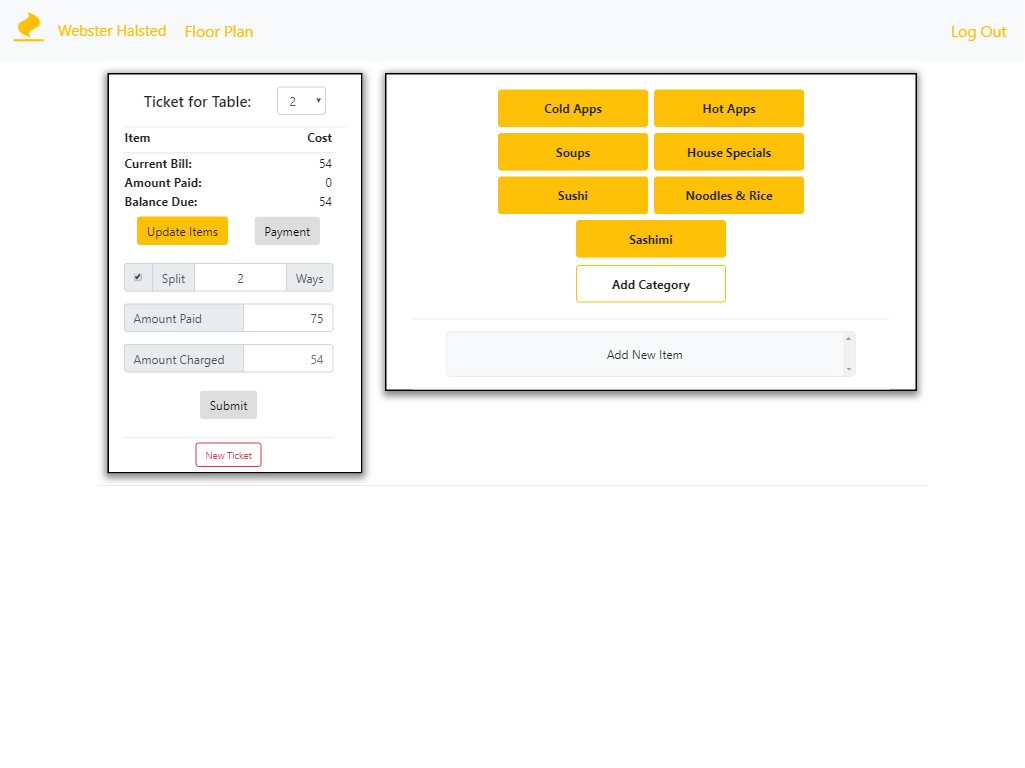 Webster Halsted Floor Plan Log Out
Ticket for Table: 2
Item Cost
Current Bill: 54
Amount Paid: 0
Balance Due: 54
Update Items Payment
Split 2 Ways
Amount Paid 75
Amount Charged 54
Submit
New Ticket
Cold Apps Hot Apps
Soups House Specials
Sushi Noodles & Rice
Sashimi
Add Category
Add New Item